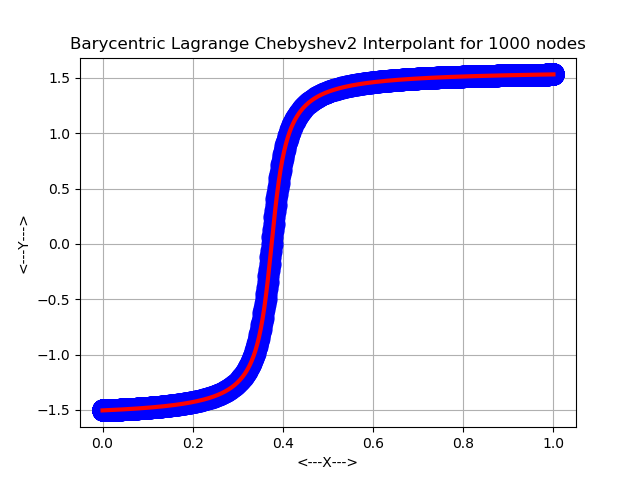 Barycentric Lagrange Chebyshev2 Interpolant for 1000 nodes
1.5
1.0
0.5
0.0
−0.5
−1.0
−1.5
<---Y--->
0.0 0.2 0.4 0.6 0.8 1.0
<---X--->